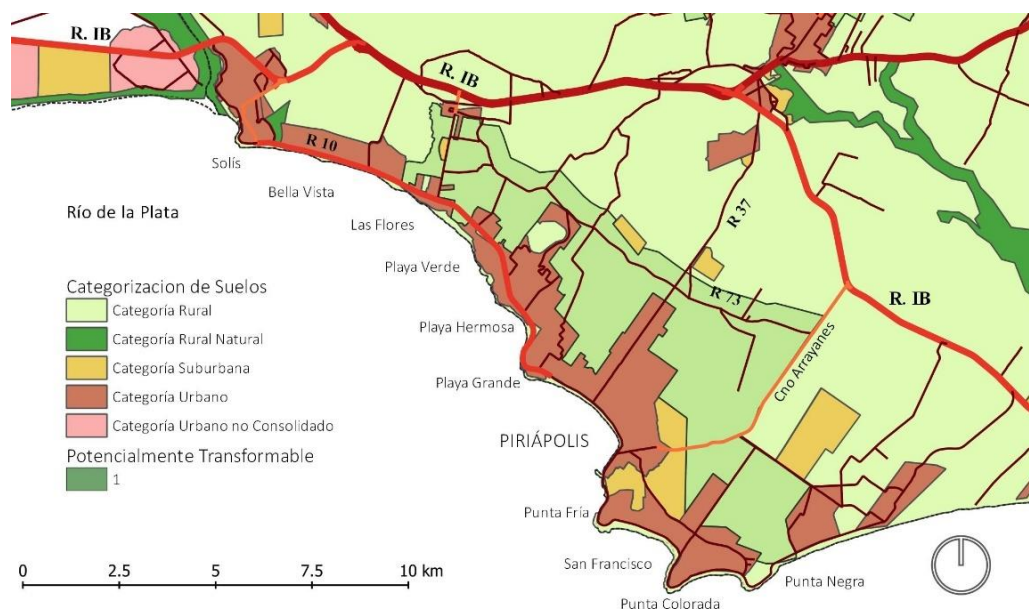 R. IB
R. IB
Solís
R 10
Bella Vista
Río de la Plata
Las Flores
R 37
Playa Verde
R 73
R. IB
Categorizacion de Suelos
Categoría Rural
Categoría Rural Natural
Categoría Suburbana
Categoría Urbano
Categoría Urbano no Consolidado
Potencialmente Transformable
1
Playa Hermosa
Cno Arrayanes
Playa Grande
PIRIÁPOLIS
Punta Fría
San Francisco
Punta Negra
Punta Colorada
0 2.5 5 7.5 10 km